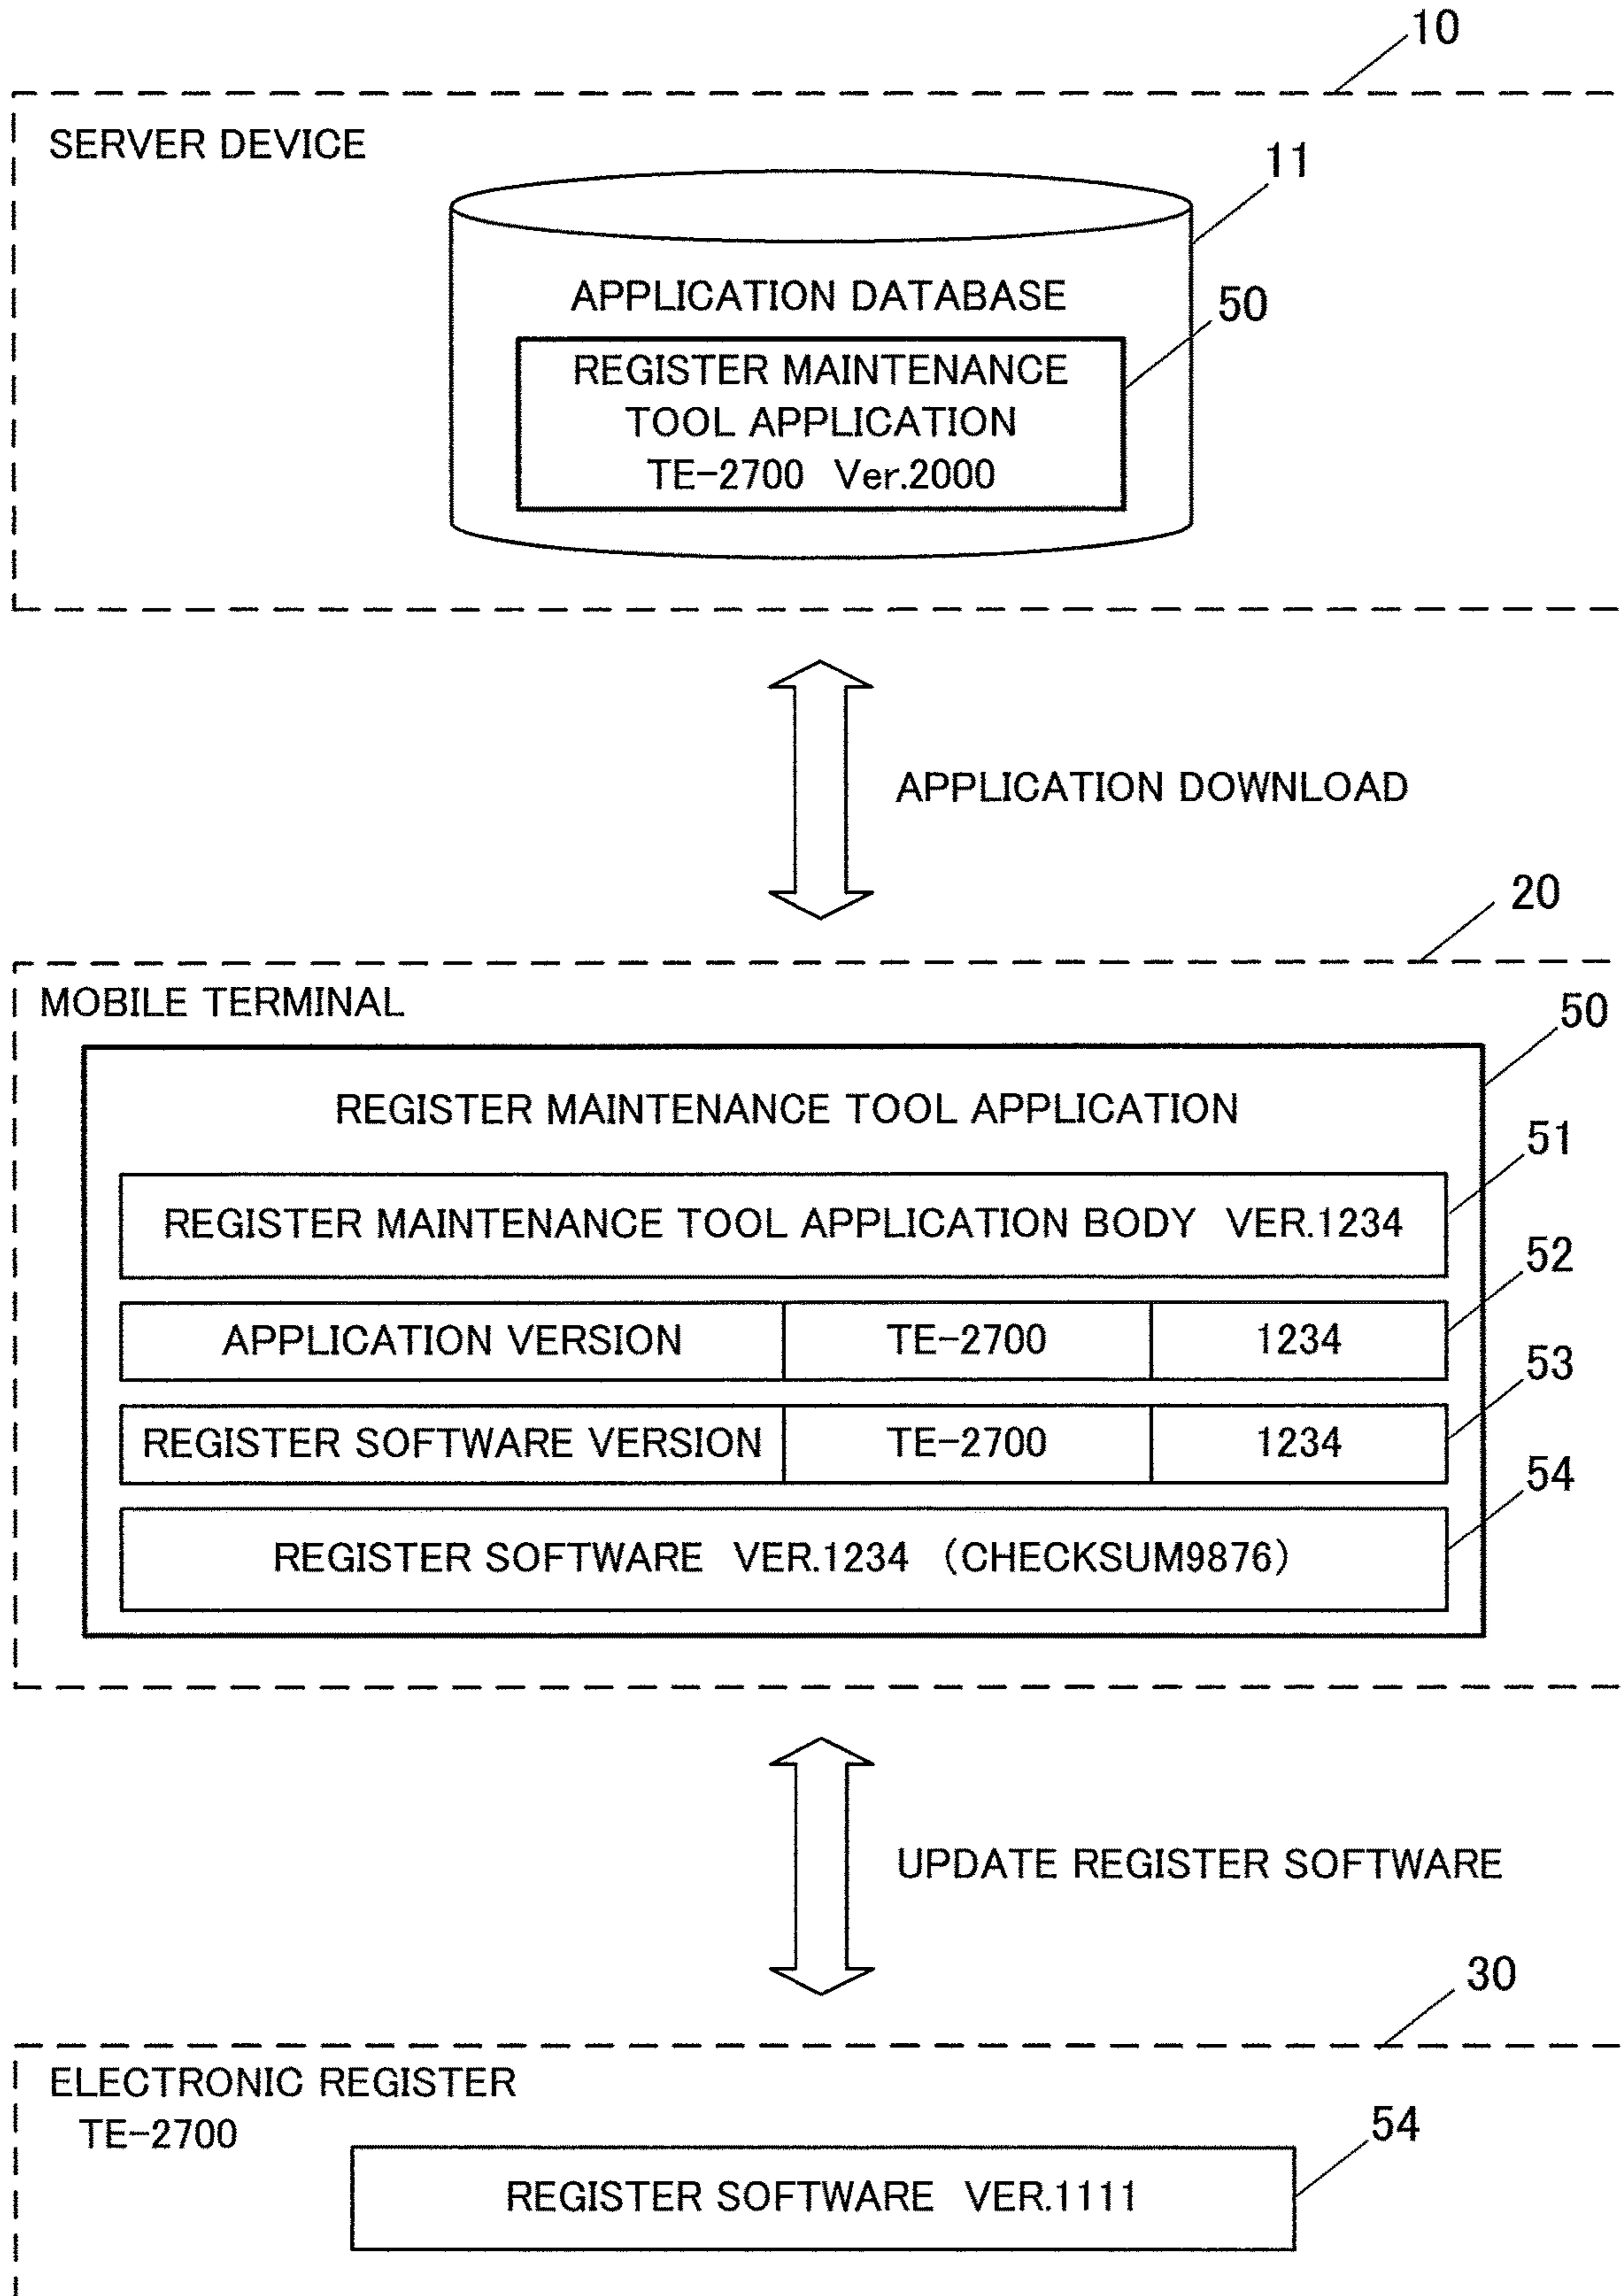 10
SERVER DEVICE
11
APPLICATION DATABASE
50
REGISTER MAINTENANCE
TOOL APPLICATION
TE-2700 Ver.2000
APPLICATION DOWNLOAD
20
MOBILE TERMINAL
50
REGISTER MAINTENANCE TOOL APPLICATION
51
REGISTER MAINTENANCE TOOL APPLICATION BODY VER.1234
52
APPLICATION VERSION TE-2700 1234
53
REGISTER SOFTWARE VERSION TE-2700 1234
54
REGISTER SOFTWARE VER.1234 (CHECKSUM9876)
UPDATE REGISTER SOFTWARE
30
ELECTRONIC REGISTER
TE-2700
54
REGISTER SOFTWARE VER.1111